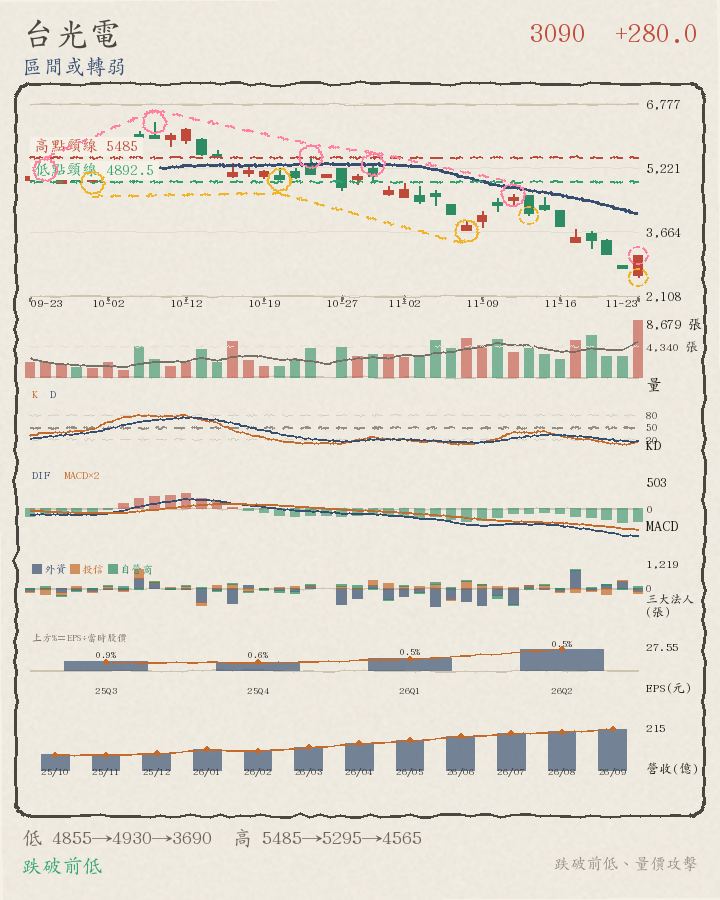 台光電
3090 +280.0
區間或轉弱
6,777
高點頸線 5485
低點頸線 4892.5
5,221
3,664
2,108
09-23 10-02 10-12 10-19 10-27 11-02 11-09 11-16 11-23
8,679 張
4,340 張
量
K D
80
50
20
KD
DIF MACD×2
503
0
MACD
外資 投信 自營商
1,219
0
三大法人
(張)
上方%=EPS÷當時股價
27.55
0.9% 0.6% 0.5% 0.5%
25Q3 25Q4 26Q1 26Q2
EPS(元)
215
營收(億)
25/10 25/11 25/12 26/01 26/02 26/03 26/04 26/05 26/06 26/07 26/08 26/09
低 4855→4930→3690 高 5485→5295→4565
跌破前低
跌破前低、量價攻擊